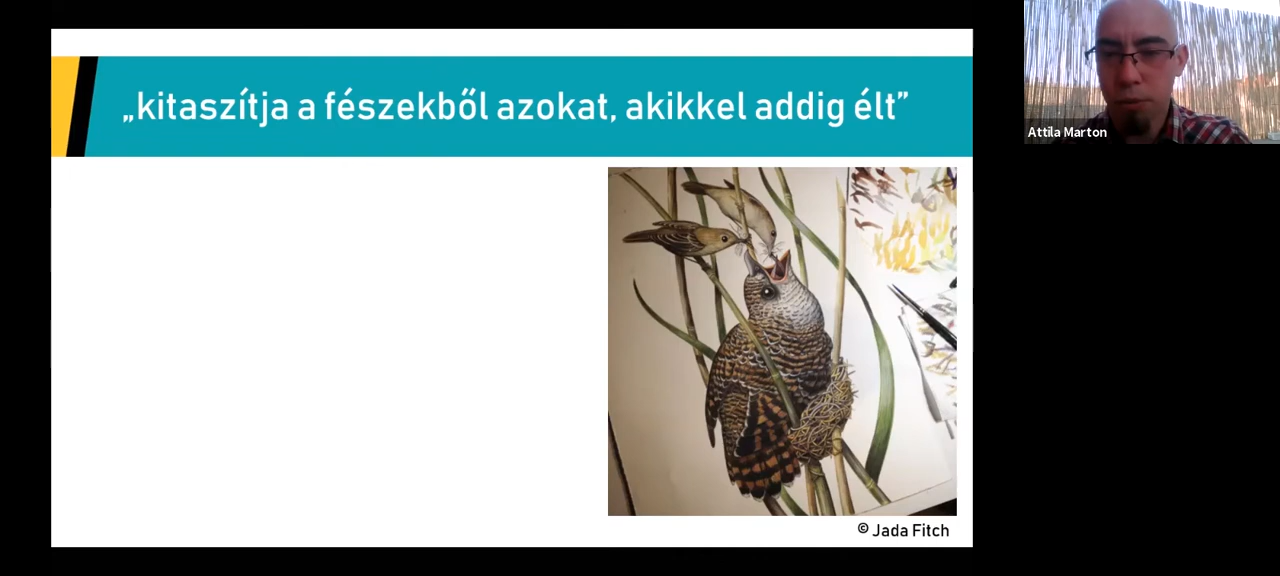 „kitaszítja a fészekből azokat, akikkel addig élt”
Attila Marton
© Jada Fitch